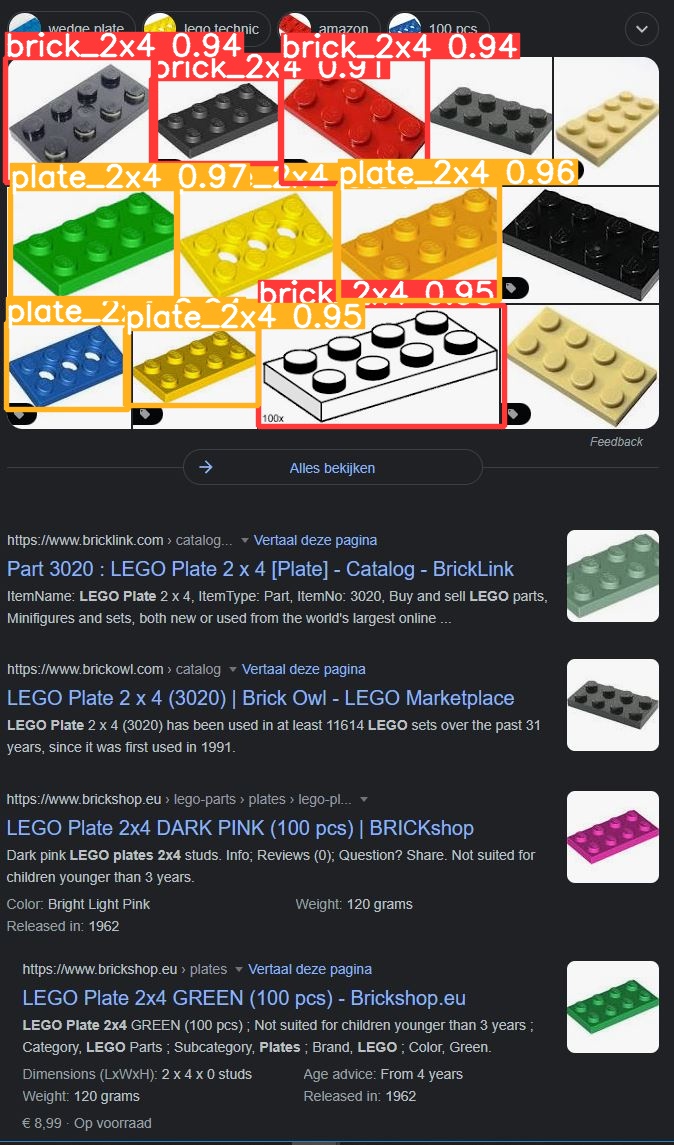 wedge plate
lego technic
amazon
100 pcs
brick_2x4 0.94
brick_2x4 0.91
brick_2x4 0.94
plate_2x4 0.97
_2x4
plate_2x4 0.96
plate_2x4
plate_2x4 0.95
brick_2x4 0.95
100x
Feedback
Alles bekijken
https://www.bricklink.com › catalog... Vertaal deze pagina
Part 3020 : LEGO Plate 2 x 4 [Plate] - Catalog - BrickLink
ItemName: LEGO Plate 2 x 4, ItemType: Part, ItemNo: 3020, Buy and sell LEGO parts,
Minifigures and sets, both new or used from the world's largest online ...
https://www.brickowl.com › catalog Vertaal deze pagina
LEGO Plate 2 x 4 (3020) | Brick Owl - LEGO Marketplace
LEGO Plate 2 x 4 (3020) has been used in at least 11614 LEGO sets over the past 31
years, since it was first used in 1991.
https://www.brickshop.eu › lego-parts › plates › lego-pl...
LEGO Plate 2x4 DARK PINK (100 pcs) | BRICKshop
Dark pink LEGO plates 2x4 studs. Info; Reviews (0); Question? Share. Not suited for
children younger than 3 years.
Color: Bright Light Pink Weight: 120 grams
Released in: 1962
https://www.brickshop.eu › plates Vertaal deze pagina
LEGO Plate 2x4 GREEN (100 pcs) - Brickshop.eu
LEGO Plate 2x4 GREEN (100 pcs) ; Not suited for children younger than 3 years ;
Category, LEGO Parts ; Subcategory, Plates ; Brand, LEGO ; Color, Green.
Dimensions (LxWxH): 2 x 4 x 0 studs Age advice: From 4 years
Weight: 120 grams Released in: 1962
€ 8,99 · Op voorraad